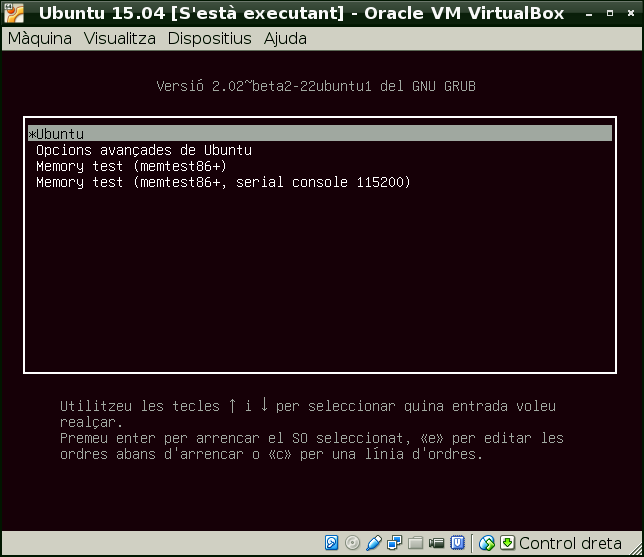 Ubuntu 15.04 [S'està executant] - Oracle VM VirtualBox
Màquina Visualitza Dispositius Ajuda
Versió 2.02~beta2-22ubuntu1 del GNU GRUB
*Ubuntu
Opcions avançades de Ubuntu
Memory test (memtest86+)
Memory test (memtest86+, serial console 115200)
Utilitzeu les tecles ↑ i ↓ per seleccionar quina entrada voleu
realçar.
Premeu enter per arrencar el SO seleccionat, «e» per editar les
ordres abans d'arrencar o «c» per una línia d'ordres.
Control dreta